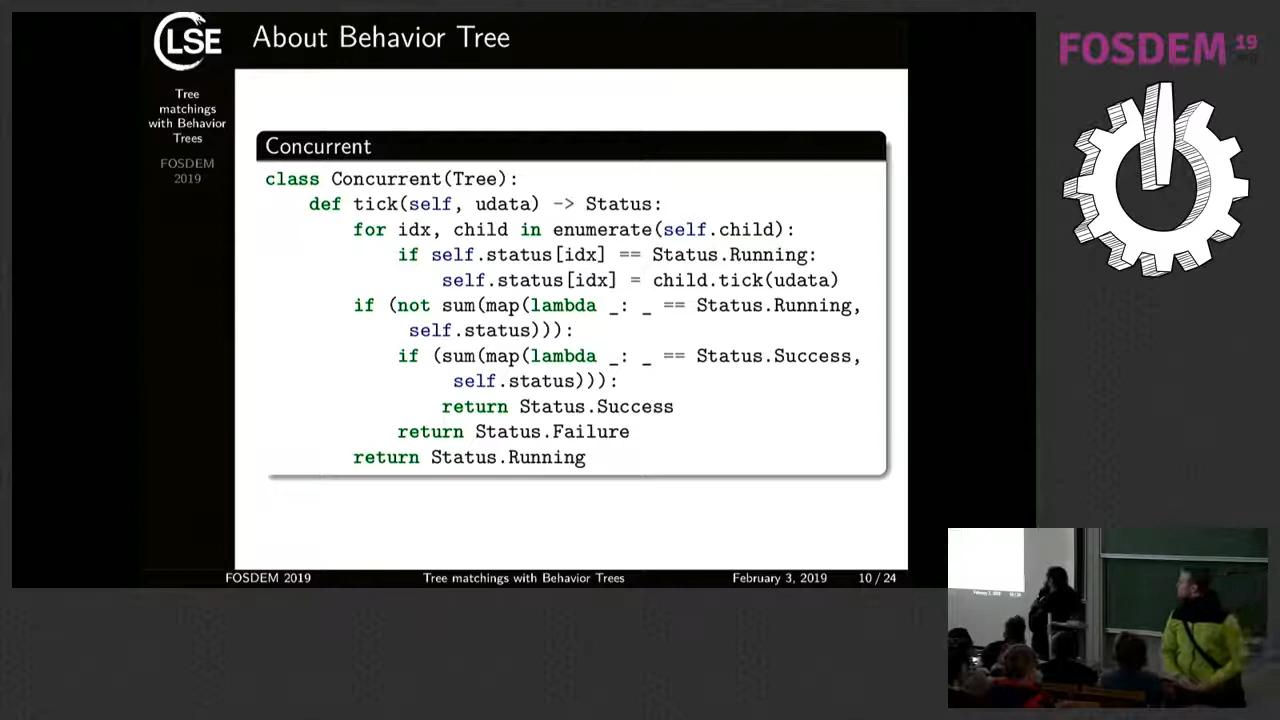 LSE
About Behavior Tree
Tree
matchings
with Behavior
Trees
FOSDEM
2019
Concurrent
class Concurrent(Tree):
    def tick(self, udata) -> Status:
        for idx, child in enumerate(self.child):
            if self.status[idx] == Status.Running:
                self.status[idx] = child.tick(udata)
        if (not sum(map(lambda _: _ == Status.Running,
             self.status))):
            if (sum(map(lambda _: _ == Status.Success,
                 self.status))):
                return Status.Success
            return Status.Failure
        return Status.Running
FOSDEM 2019 Tree matchings with Behavior Trees February 3, 2019 10 / 24
FOSDEM 19